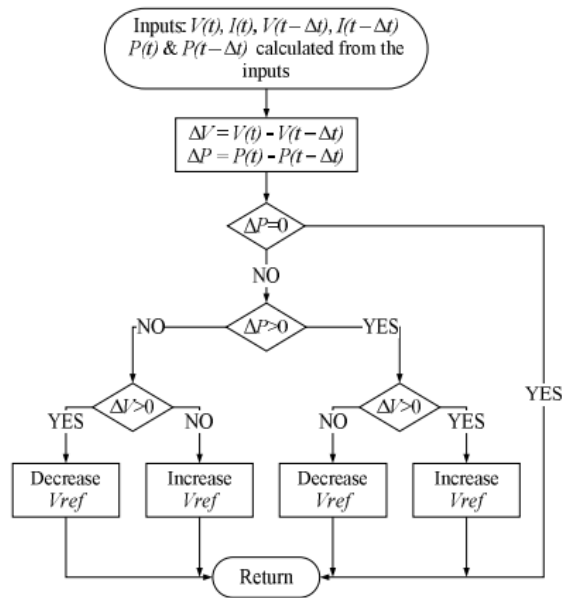 Inputs: V(t), I(t), V(t−Δt), I(t−Δt)
P(t) & P(t−Δt) calculated from the
inputs
ΔV = V(t) - V(t−Δt)
ΔP = P(t) - P(t−Δt)
ΔP=0
NO
NO
ΔP>0
YES
YES
ΔV>0
ΔV>0
YES
NO
NO
YES
Decrease
Vref
Increase
Vref
Decrease
Vref
Increase
Vref
Return